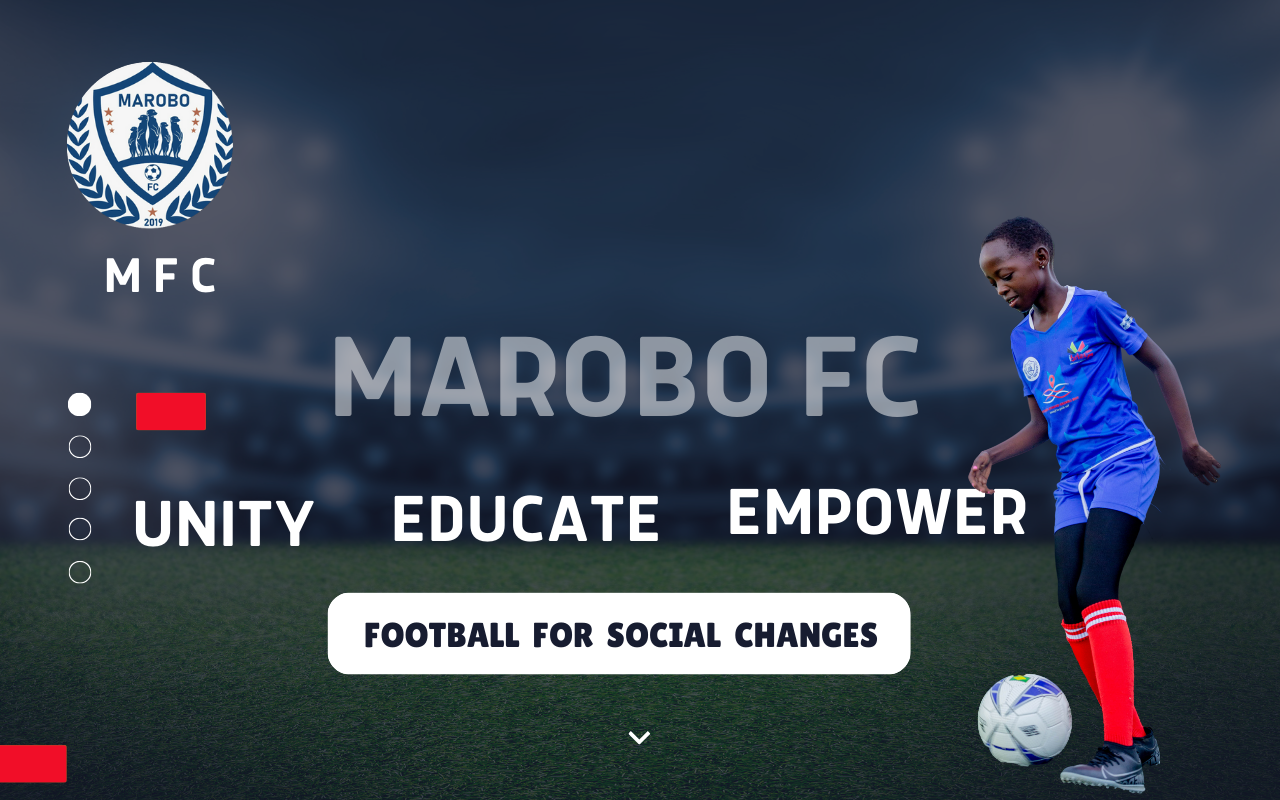 MAROBO
FC
2019
MFC
MAROBO FC
UNITY EDUCATE EMPOWER
FOOTBALL FOR SOCIAL CHANGES